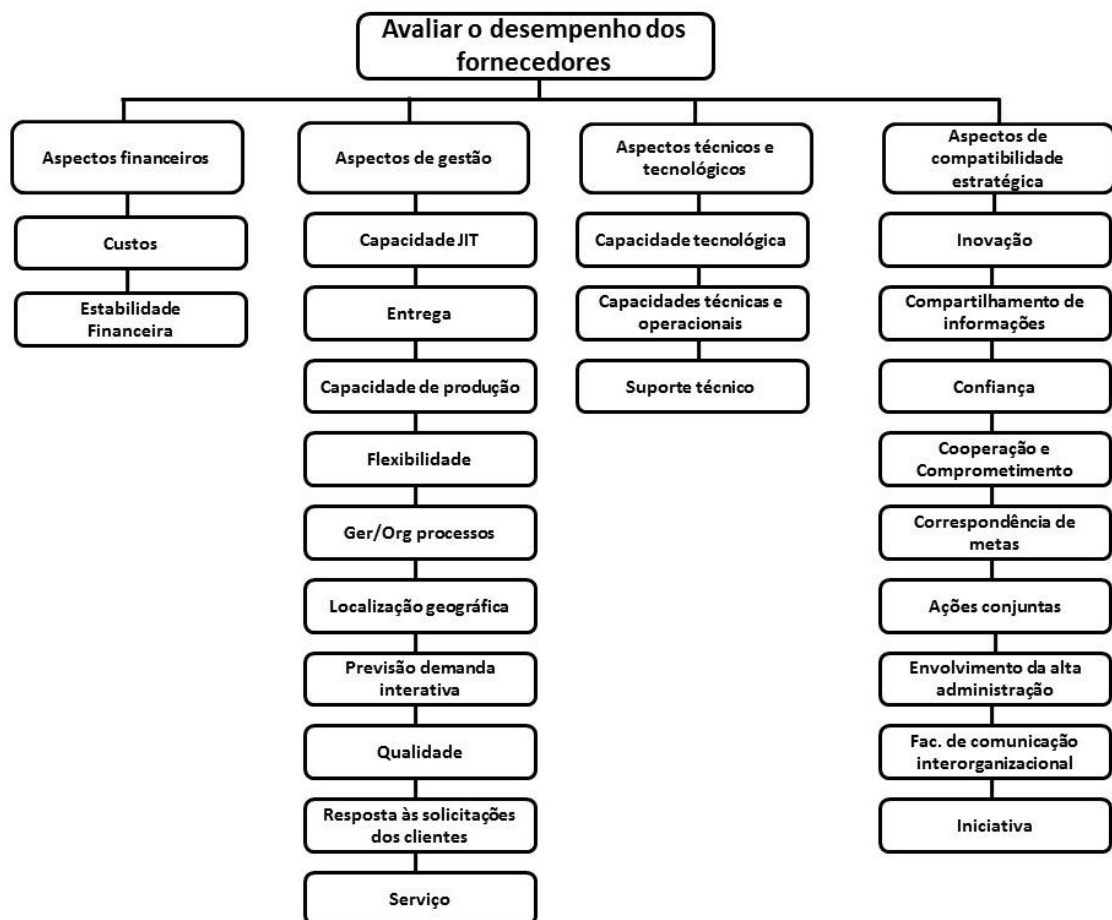 Avaliar o desempenho dos
fornecedores
Aspectos financeiros
Custos
Estabilidade
Financeira
Aspectos de gestão
Capacidade JIT
Entrega
Capacidade de produção
Flexibilidade
Ger/Org processos
Localização geográfica
Previsão demanda
interativa
Qualidade
Resposta às solicitações
dos clientes
Serviço
Aspectos técnicos e
tecnológicos
Capacidade tecnológica
Capacidades técnicas e
operacionais
Suporte técnico
Aspectos de
compatibilidade
estratégica
Inovação
Compartilhamento de
informações
Confiança
Cooperação e
Comprometimento
Correspondência de
metas
Ações conjuntas
Envolvimento da alta
administração
Fac. de comunicação
interorganizacional
Iniciativa